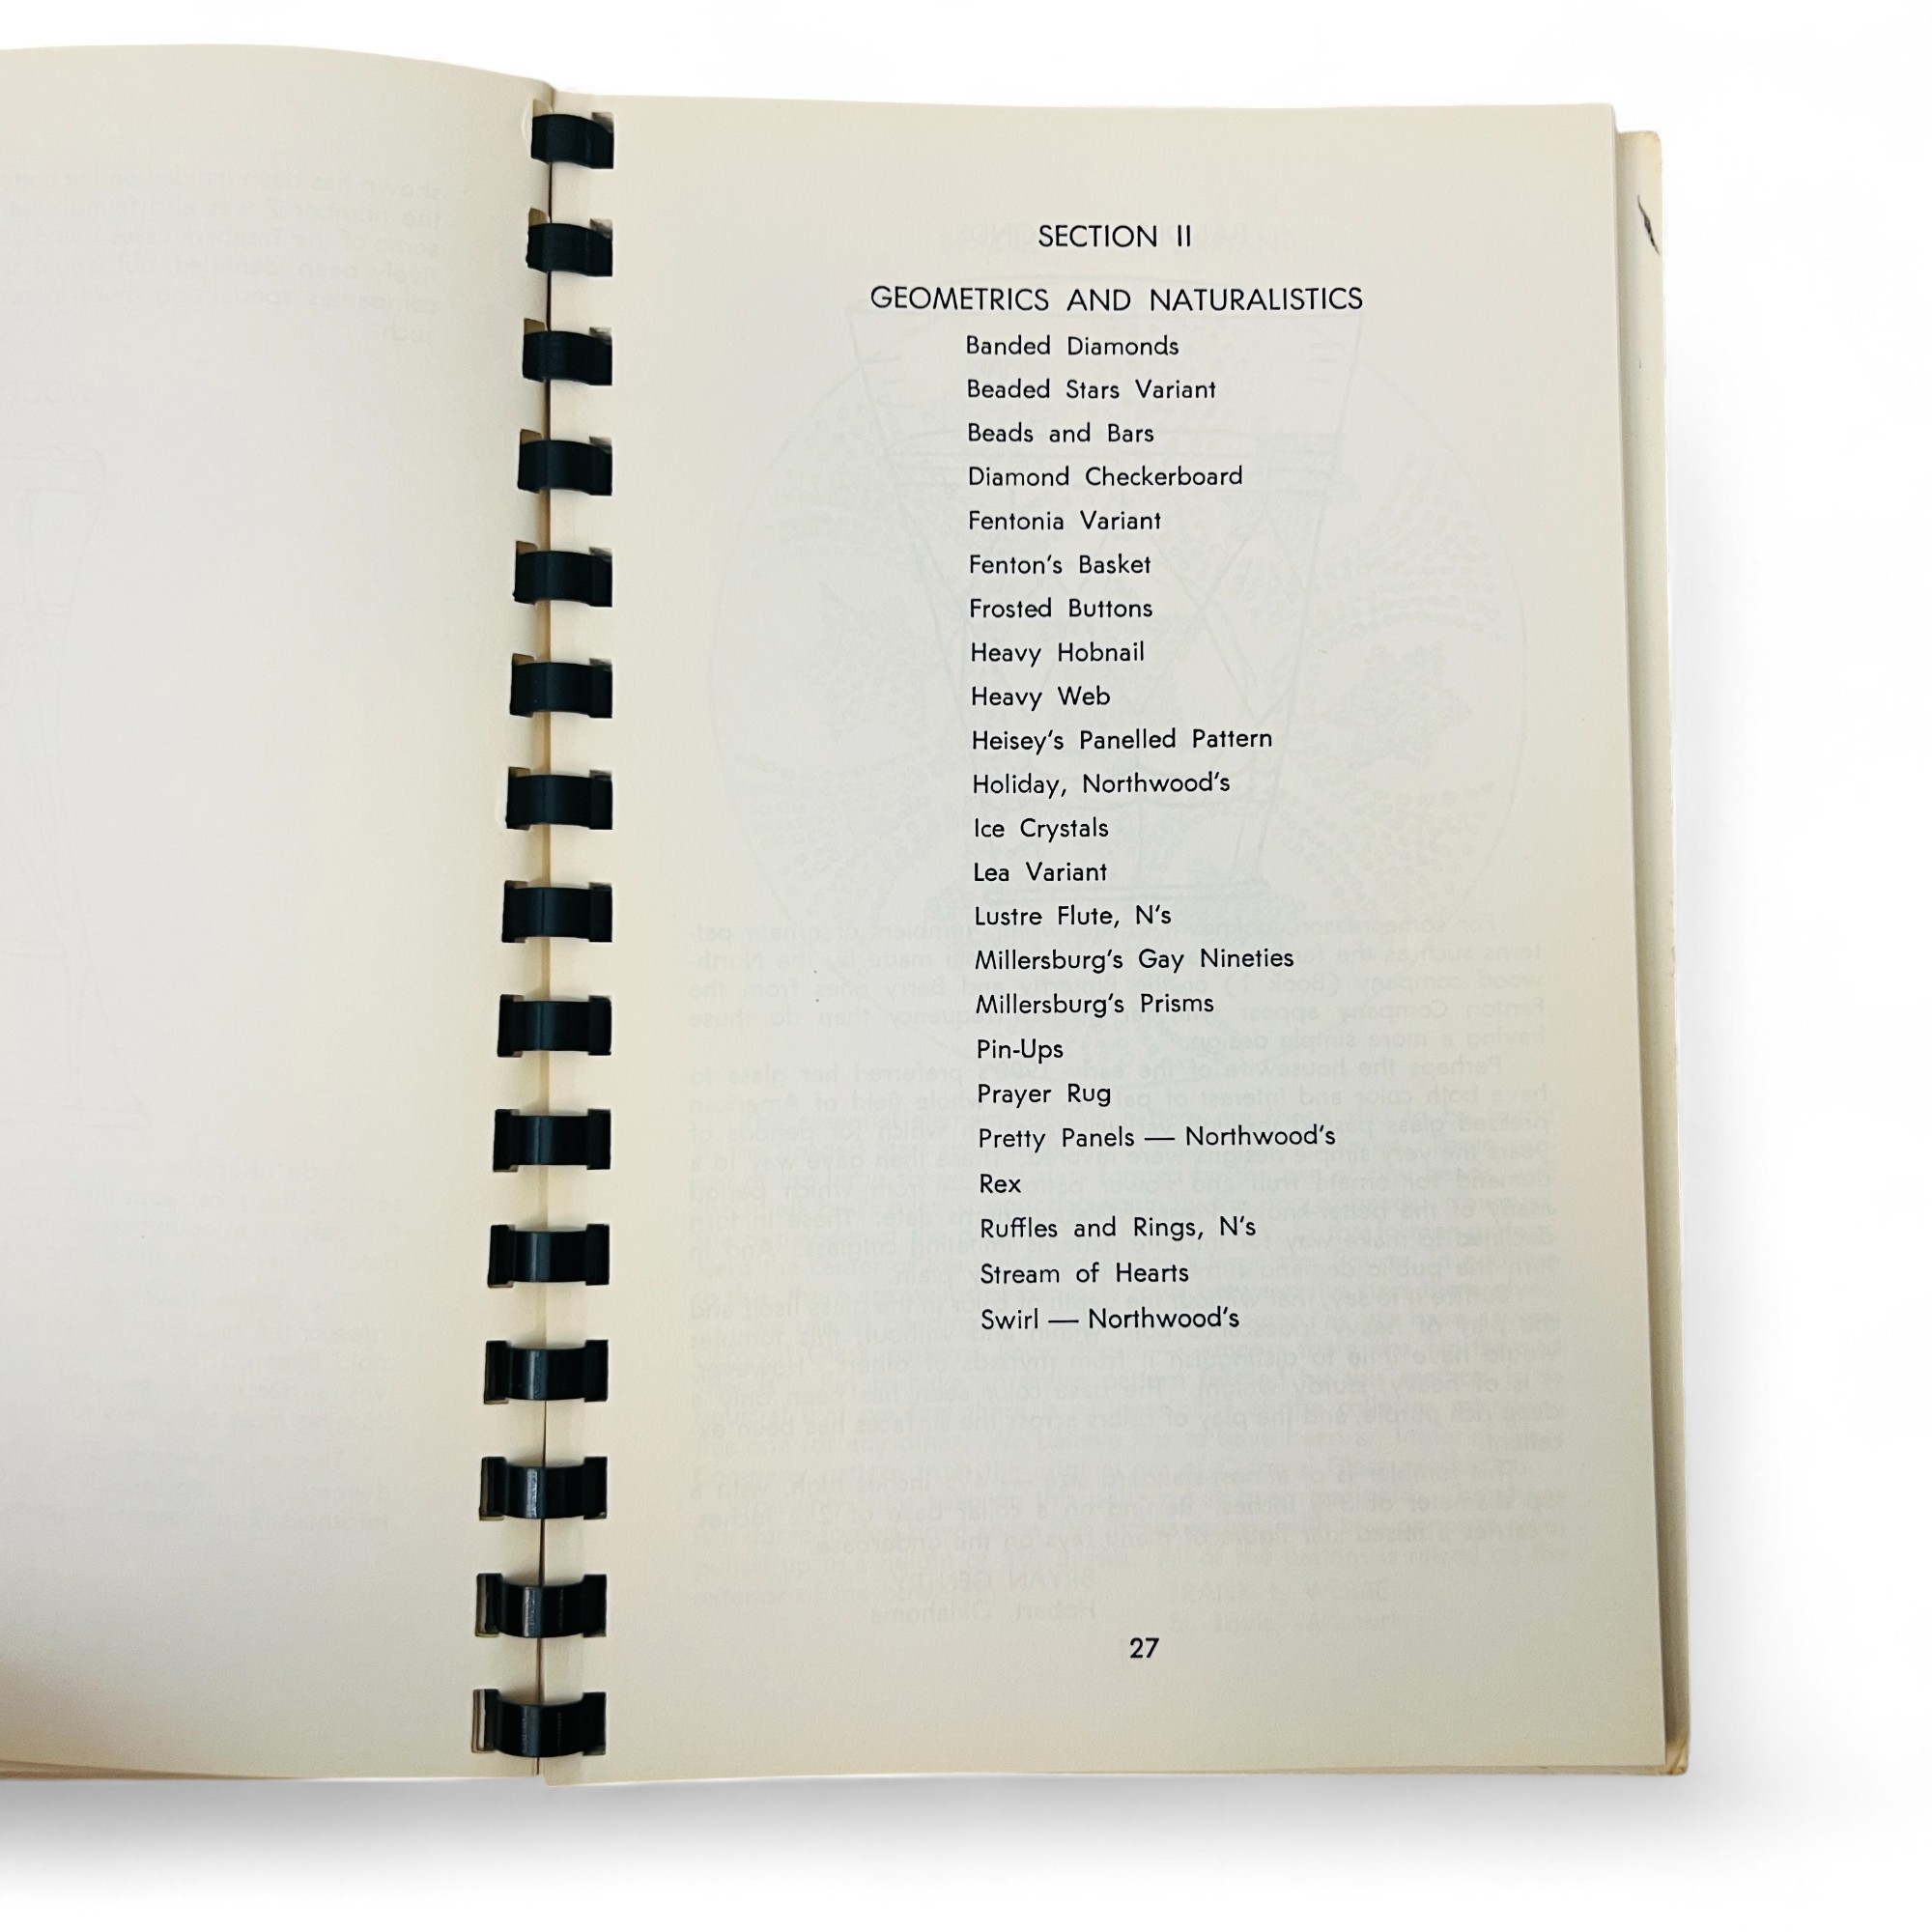 SECTION II
GEOMETRICS AND NATURALISTICS
Banded Diamonds
Beaded Stars Variant
Beads and Bars
Diamond Checkerboard
Fentonia Variant
Fenton's Basket
Frosted Buttons
Heavy Hobnail
Heavy Web
Heisey's Panelled Pattern
Holiday, Northwood's
Ice Crystals
Lea Variant
Lustre Flute, N's
Millersburg's Gay Nineties
Millersburg's Prisms
Pin-Ups
Prayer Rug
Pretty Panels — Northwood's
Rex
Ruffles and Rings, N's
Stream of Hearts
Swirl — Northwood's
27